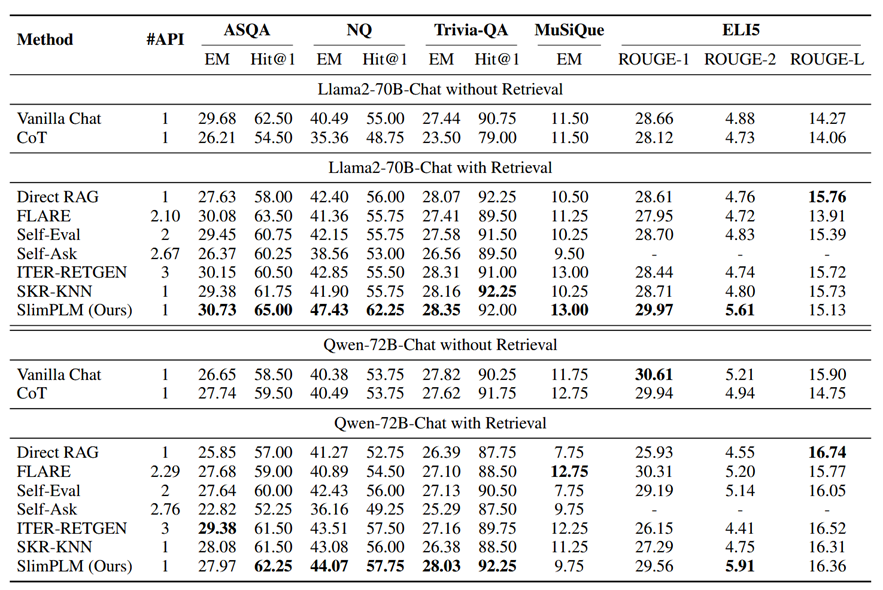 Method #API ASQA NQ Trivia-QA MuSiQue ELI5
EM Hit@1 EM Hit@1 EM Hit@1 EM ROUGE-1 ROUGE-2 ROUGE-L
Llama2-70B-Chat without Retrieval
Vanilla Chat 1 29.68 62.50 40.49 55.00 27.44 90.75 11.50 28.66 4.88 14.27
CoT 1 26.21 54.50 35.36 48.75 23.50 79.00 11.50 28.12 4.73 14.06
Llama2-70B-Chat with Retrieval
Direct RAG 1 27.63 58.00 42.40 56.00 28.07 92.25 10.50 28.61 4.76 15.76
FLARE 2.10 30.08 63.50 41.36 55.75 27.41 89.50 11.25 27.95 4.72 13.91
Self-Eval 2 29.45 60.75 42.15 55.75 27.58 91.50 10.25 28.70 4.83 15.39
Self-Ask 2.67 26.37 60.25 38.56 53.00 26.56 89.50 9.50 - - -
ITER-RETGEN 3 30.15 60.50 42.85 55.50 28.31 91.00 13.00 28.44 4.74 15.72
SKR-KNN 1 29.38 61.75 41.90 55.75 28.16 92.25 10.25 28.71 4.80 15.73
SlimPLM (Ours) 1 30.73 65.00 47.43 62.25 28.35 92.00 13.00 29.97 5.61 15.13
Qwen-72B-Chat without Retrieval
Vanilla Chat 1 26.65 58.50 40.38 53.75 27.82 90.25 11.75 30.61 5.21 15.90
CoT 1 27.74 59.50 40.49 53.75 27.62 91.75 12.75 29.94 4.94 14.75
Qwen-72B-Chat with Retrieval
Direct RAG 1 25.85 57.00 41.27 52.75 26.39 87.75 7.75 25.93 4.55 16.74
FLARE 2.29 27.68 59.00 40.89 54.50 27.10 88.50 12.75 30.31 5.20 15.77
Self-Eval 2 27.64 60.00 42.43 56.00 27.13 90.50 7.75 29.19 5.14 16.05
Self-Ask 2.76 22.82 52.25 36.16 49.25 25.29 87.50 9.75 - - -
ITER-RETGEN 3 29.38 61.50 43.51 57.50 27.16 89.75 12.25 26.15 4.41 16.52
SKR-KNN 1 28.08 61.50 43.08 56.00 26.38 88.50 11.25 27.29 4.75 16.31
SlimPLM (Ours) 1 27.97 62.25 44.07 57.75 28.03 92.25 9.75 29.56 5.91 16.36